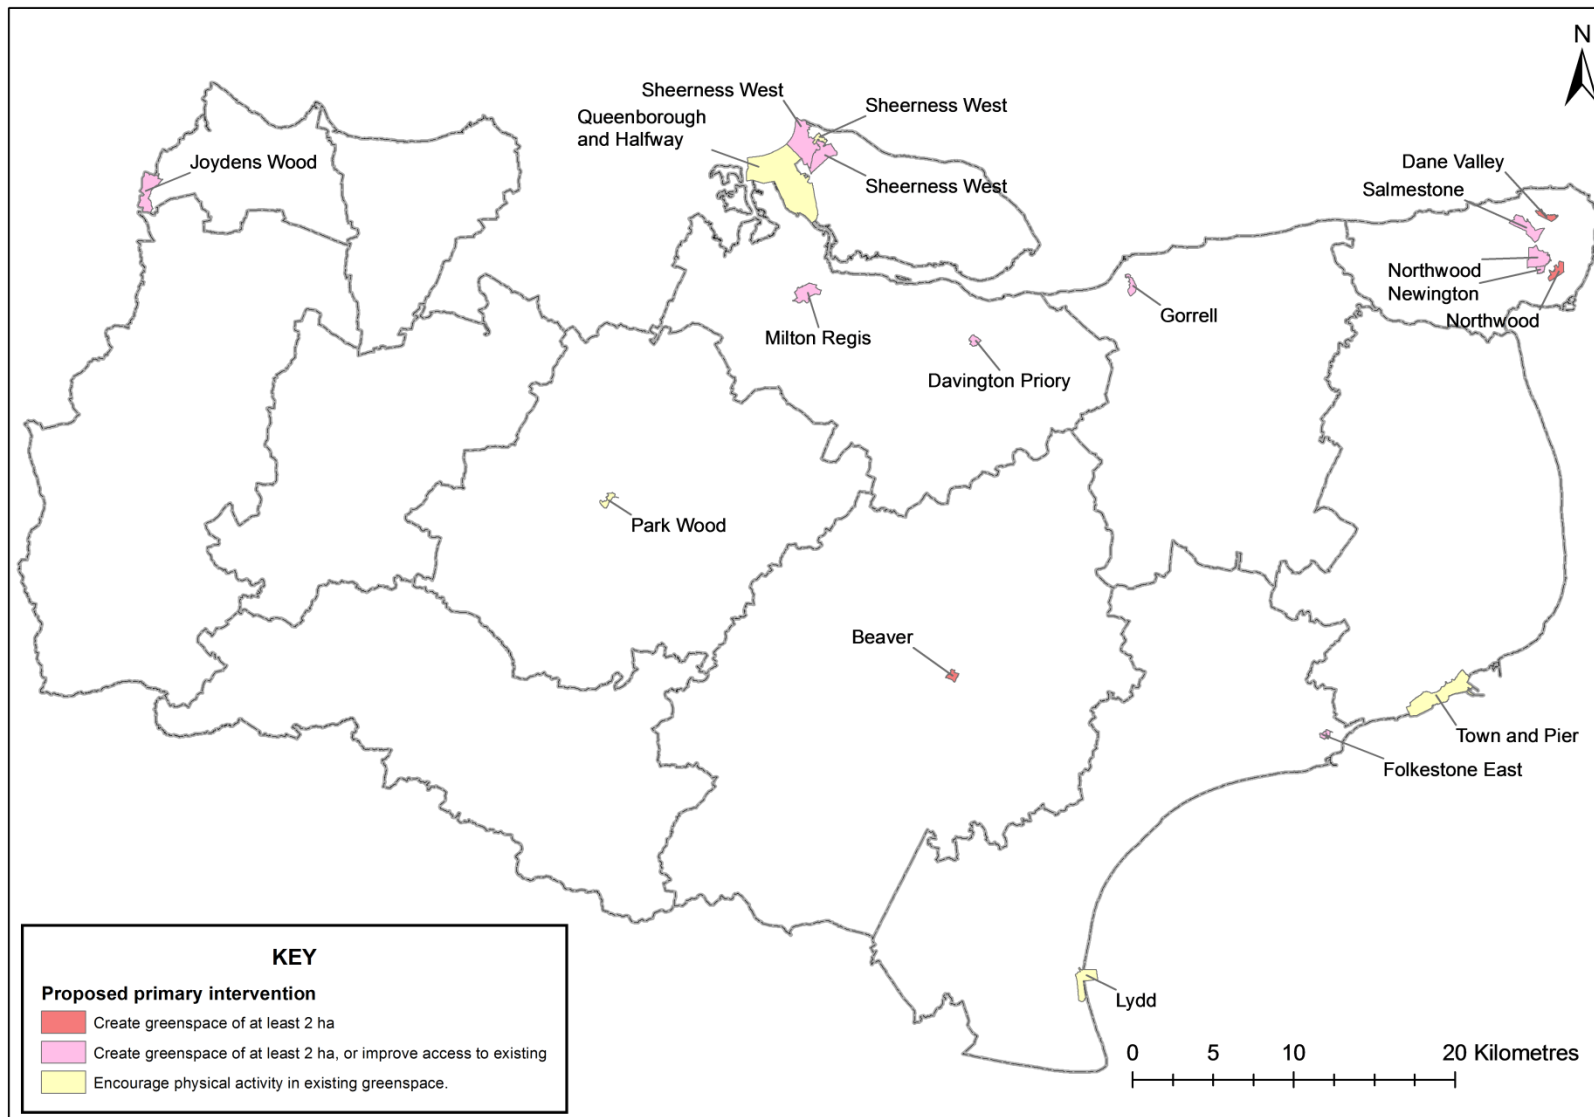 N
Sheerness West
Sheerness West
Queenborough
and Halfway
Joydens Wood
Dane Valley
Salmestone
Sheerness West
Northwood
Newington
Northwood
Gorrell
Milton Regis
Davington Priory
Park Wood
Beaver
Town and Pier
Folkestone East
Lydd
KEY
Proposed primary intervention
Create greenspace of at least 2 ha
Create greenspace of at least 2 ha, or improve access to existing
Encourage physical activity in existing greenspace.
0 5 10 20 Kilometres